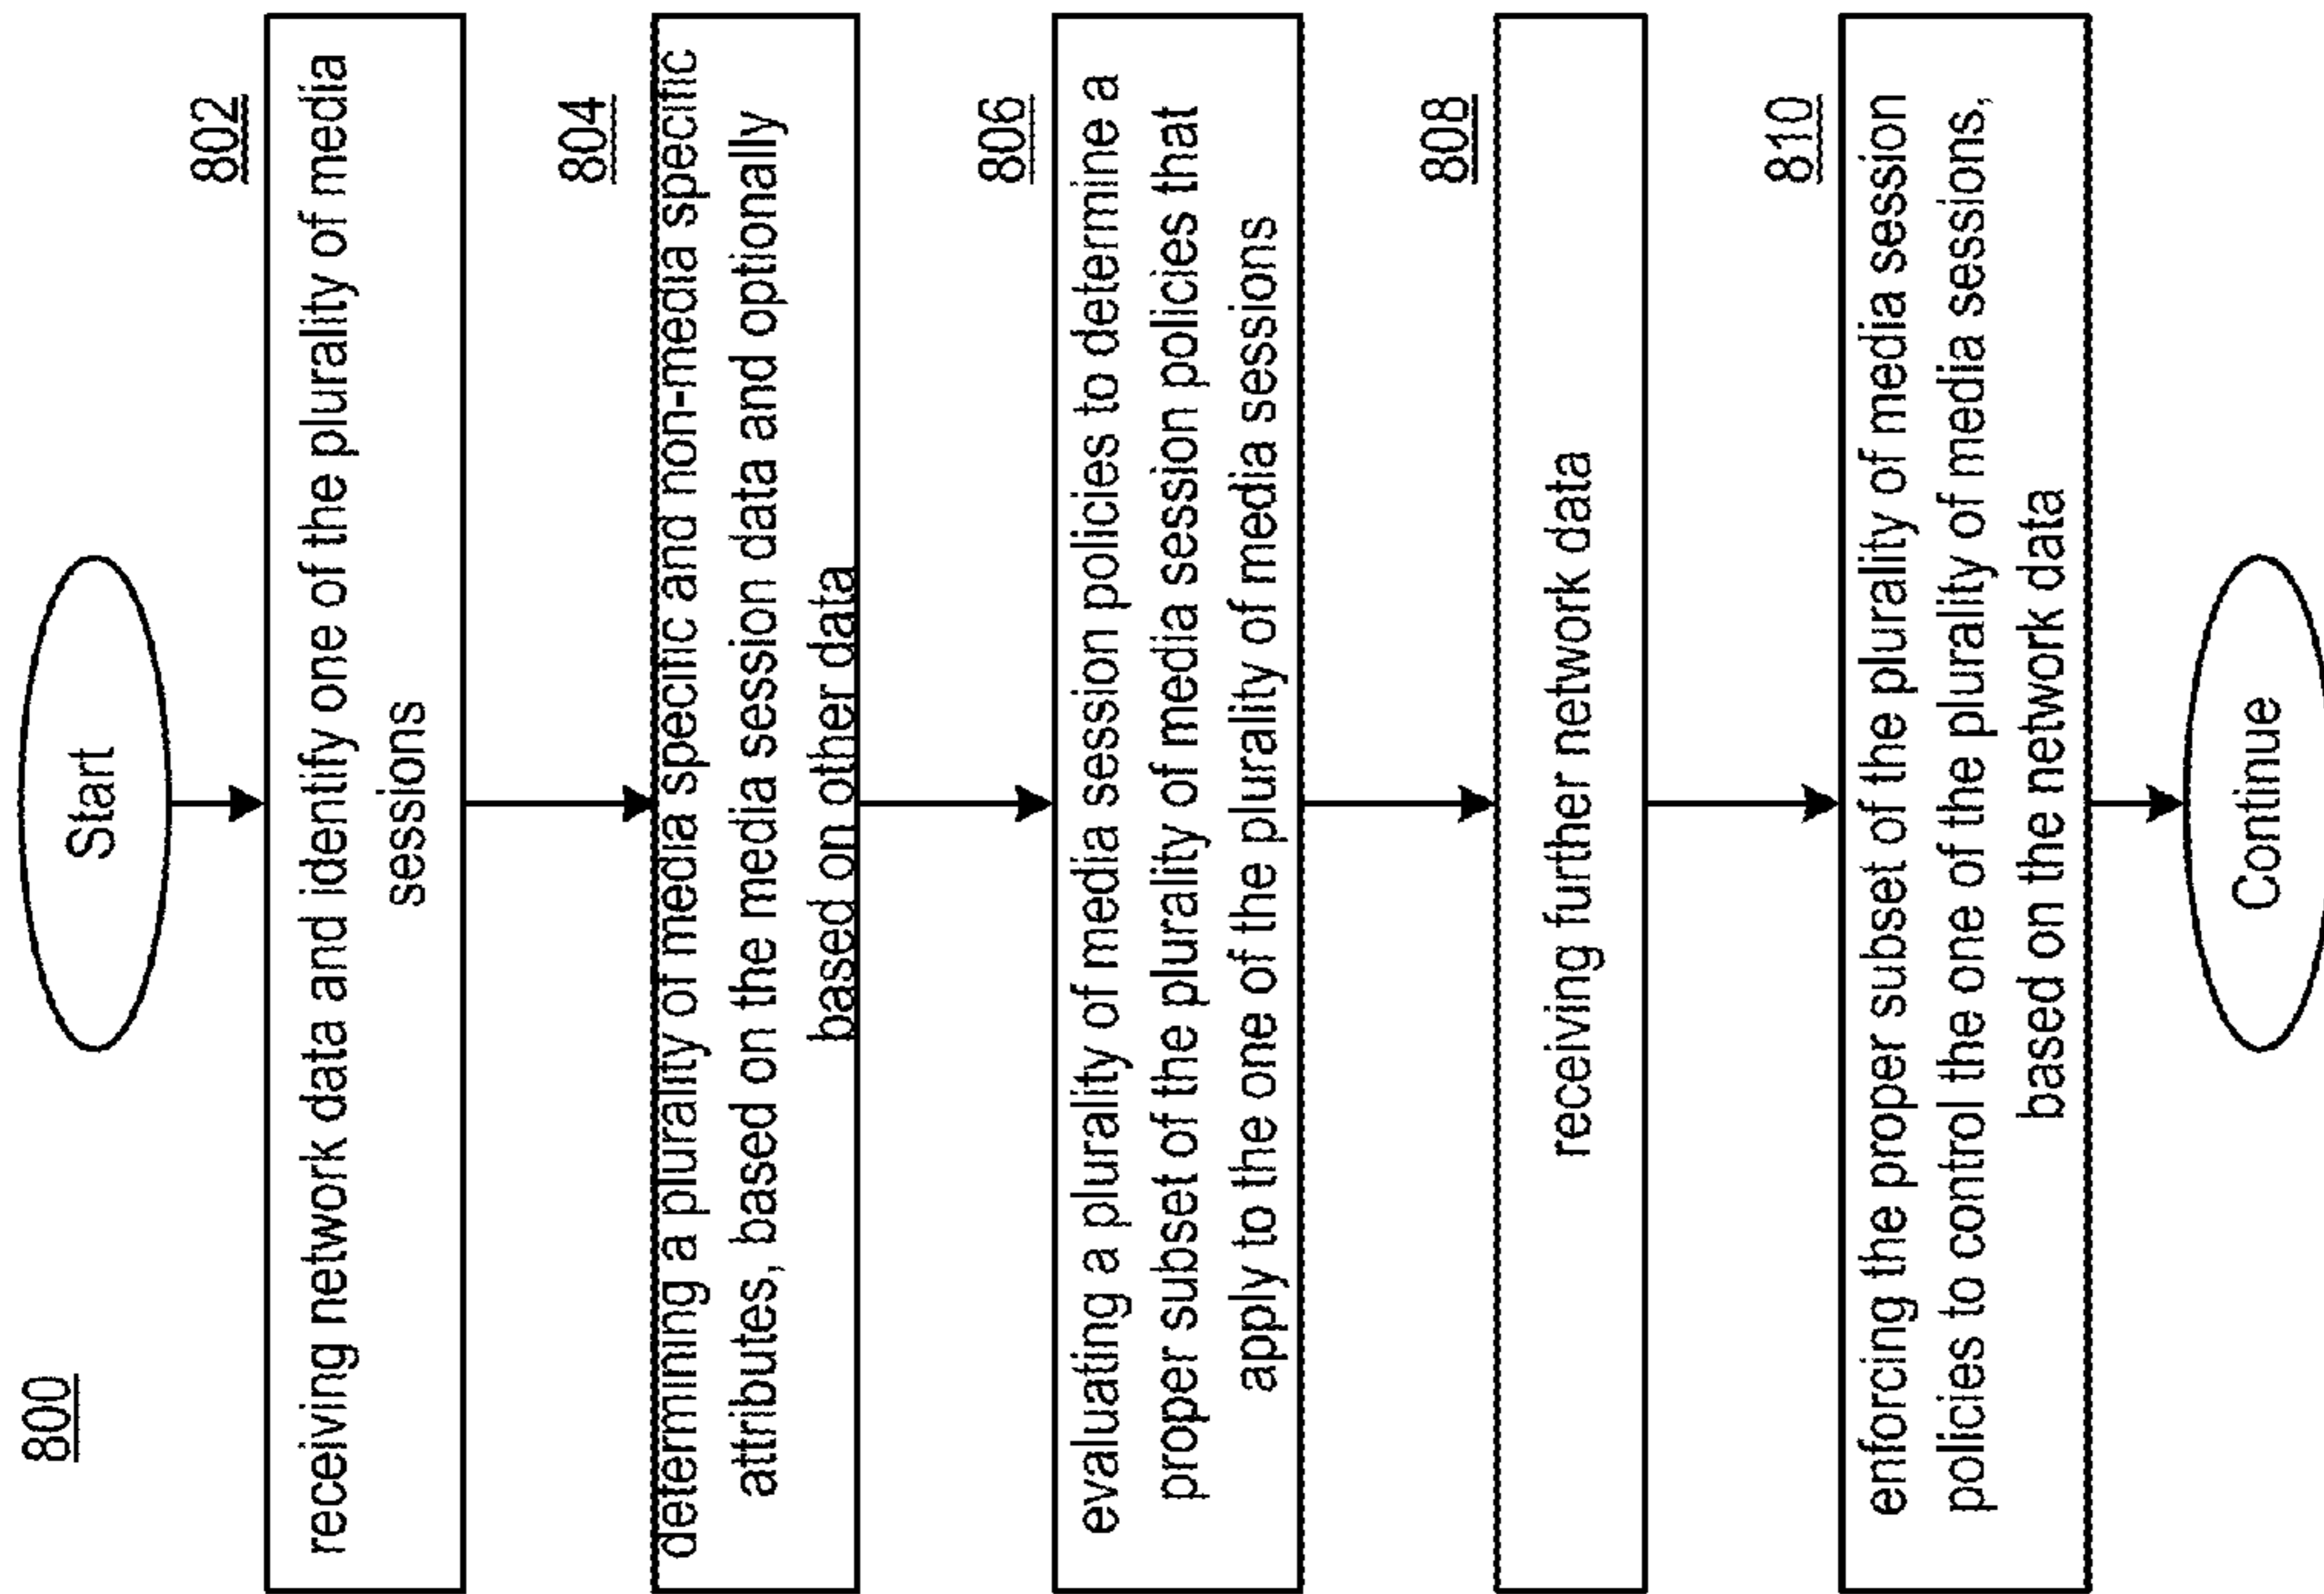 800
Start
802
receiving network data and identify one of the plurality of media
sessions
804
determining a plurality of media specific and non-media specific
attributes, based on the media session data and optionally
based on other data
806
evaluating a plurality of media session policies to determine a
proper subset of the plurality of media session policies that
apply to the one of the plurality of media sessions
808
receiving further network data
810
enforcing the proper subset of the plurality of media session
policies to control the one of the plurality of media sessions,
based on the network data
Continue